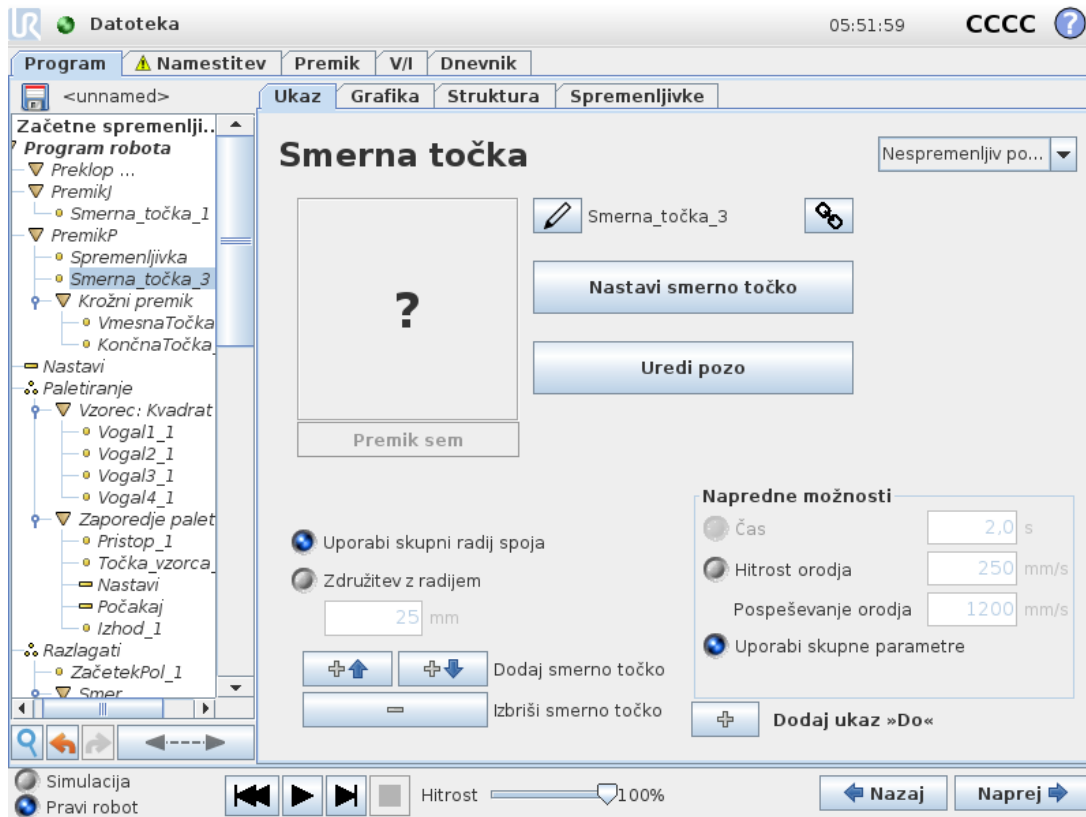 UR Datoteka 05:51:59 CCCC ?
Program Namestitev Premik V/I Dnevnik
<unnamed>
Ukaz Grafika Struktura Spremenljivke
Začetne spremenlji..
Program robota
Preklop ...
PremikJ
Smerna_točka_1
PremikP
Spremenljivka
Smerna_točka_3
Krožni premik
VmesnaTočka
KončnaTočka_
Nastavi
Paletiranje
Vzorec: Kvadrat
Vogal1_1
Vogal2_1
Vogal3_1
Vogal4_1
Zaporedje palet
Pristop_1
Točka_vzorca_
Nastavi
Počakaj
Izhod_1
Razlagati
ZačetekPol_1
Smer
Smerna točka
Nespremenljiv po...
Smerna_točka_3
?
Nastavi smerno točko
Uredi pozo
Premik sem
Uporabi skupni radij spoja
Združitev z radijem
25 mm
Dodaj smerno točko
Izbriši smerno točko
Napredne možnosti
Čas 2,0 s
Hitrost orodja 250 mm/s
Pospeševanje orodja 1200 mm/s
Uporabi skupne parametre
Dodaj ukaz »Do«
Simulacija
Pravi robot
Hitrost 100%
Nazaj
Naprej